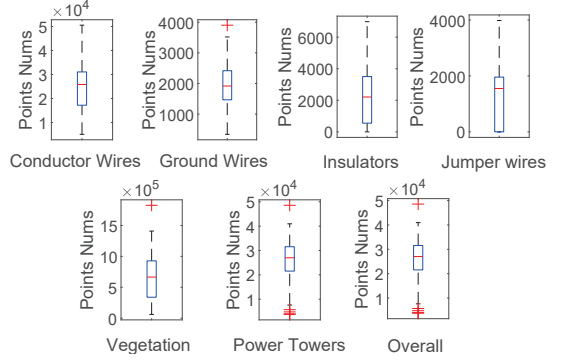 ×10⁴
5
4
3
2
1
Points Nums
Conductor Wires
4000
3000
2000
1000
Points Nums
Ground Wires
6000
4000
2000
0
Points Nums
Insulators
4000
2000
0
Points Nums
Jumper wires
×10⁵
15
10
5
0
Points Nums
Vegetation
×10⁴
5
4
3
2
1
Points Nums
Power Towers
×10⁴
5
4
3
2
1
Points Nums
Overall